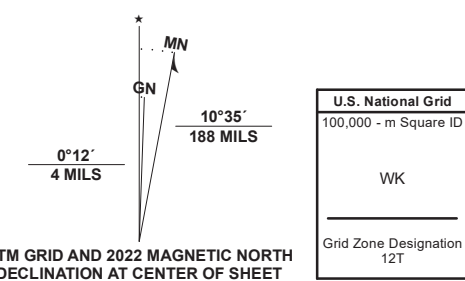 ★
MN
GN
10°35´
188 MILS
0°12´
4 MILS
TM GRID AND 2022 MAGNETIC NORTH
DECLINATION AT CENTER OF SHEET
U.S. National Grid
100,000 - m Square ID
WK
Grid Zone Designation
12T